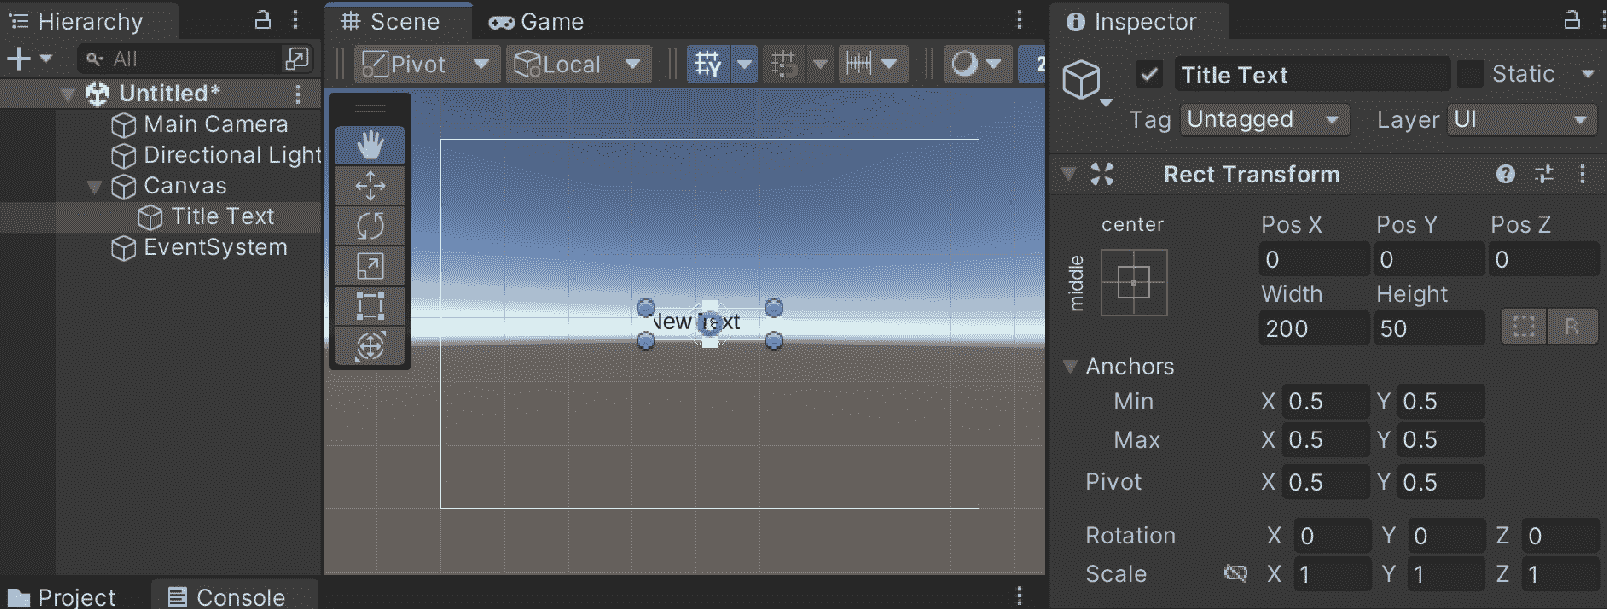 Hierarchy
All
Untitled*
Main Camera
Directional Light
Canvas
Title Text
EventSystem
Scene Game
Pivot Local 2
New Text
Project Console
Inspector
Title Text Static
Tag Untagged Layer UI
Rect Transform
center Pos X Pos Y Pos Z
middle 0 0 0
Width Height
200 50 R
Anchors
Min X 0.5 Y 0.5
Max X 0.5 Y 0.5
Pivot X 0.5 Y 0.5
Rotation X 0 Y 0 Z 0
Scale X 1 Y 1 Z 1